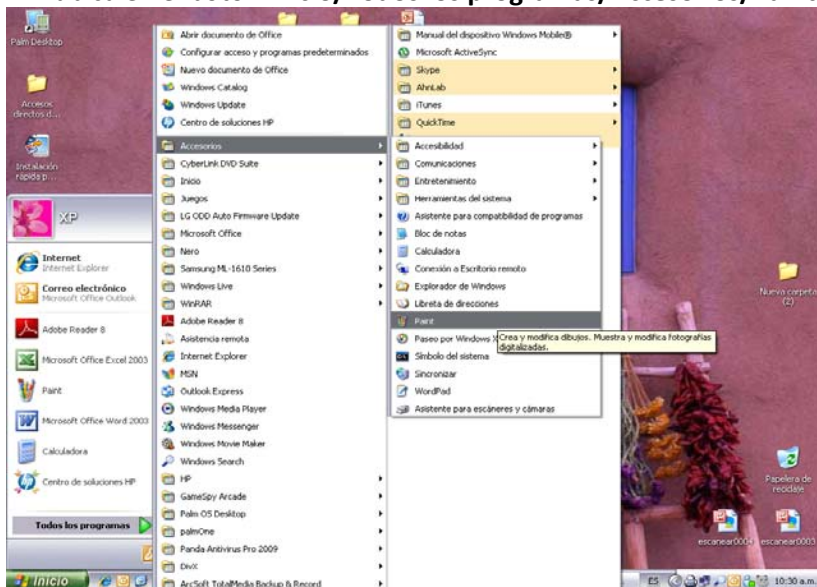 Palm Desktop
Accesos
directos d...
Instalación
rápida p...
Abrir documento de Office
Configurar acceso y programas predeterminados
Nuevo documento de Office
Windows Catalog
Windows Update
Centro de soluciones HP
Accesorios
CyberLink DVD Suite
Inicio
Juegos
LG ODD Auto Firmware Update
Microsoft Office
Nero
Samsung ML-1610 Series
Windows Live
WinRAR
Adobe Reader 8
Asistencia remota
Internet Explorer
MSN
Outlook Express
Windows Media Player
Windows Messenger
Windows Movie Maker
Windows Search
HP
GameSpy Arcade
Palm OS Desktop
palmOne
Panda Antivirus Pro 2009
DivX
ArcSoft TotalMedia Backup & Record
Manual del dispositivo Windows Mobile®
Microsoft ActiveSync
Skype
AhnLab
iTunes
QuickTime
Accesibilidad
Comunicaciones
Entretenimiento
Herramientas del sistema
Asistente para compatibilidad de programas
Bloc de notas
Calculadora
Conexión a Escritorio remoto
Explorador de Windows
Libreta de direcciones
Paint
Paseo por Windows X
Crea y modifica dibujos. Muestra y modifica fotografías
digitalizadas.
Símbolo del sistema
Sincronizar
WordPad
Asistente para escáneres y cámaras
XP
Internet
Internet Explorer
Correo electrónico
Microsoft Office Outlook
Adobe Reader 8
Microsoft Office Excel 2003
Paint
Microsoft Office Word 2003
Calculadora
Centro de soluciones HP
Todos los programas
Inicio
Nueva carpeta
(2)
Papelera de
reciclaje
escanear0004
escanear0003
ES
10:30 a.m.